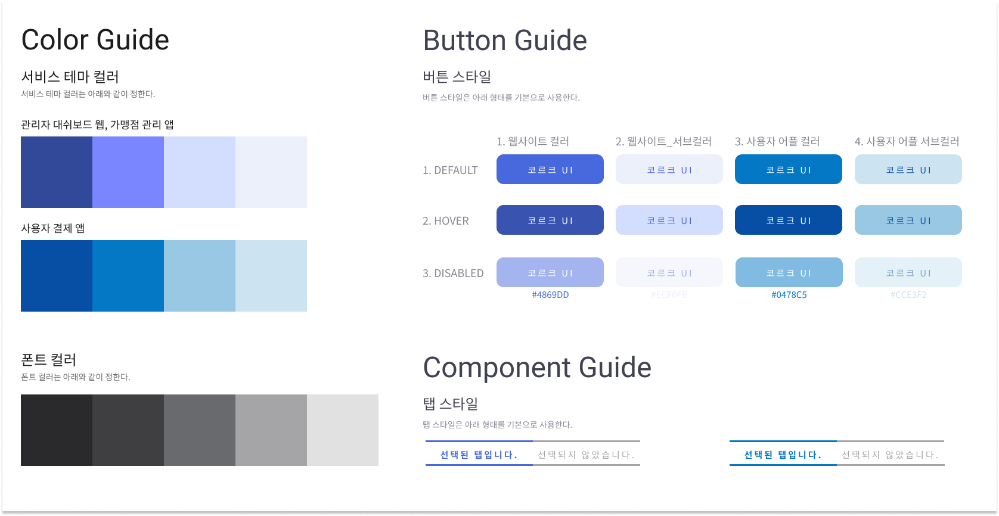 Color Guide
서비스 테마 컬러
서비스 테마 컬러는 아래와 같이 정한다.
관리자 대쉬보드 웹, 가맹점 관리 앱
사용자 결제 앱
폰트 컬러
폰트 컬러는 아래와 같이 정한다.
Button Guide
버튼 스타일
버튼 스타일은 아래 형태를 기본으로 사용한다.
1. 웹사이트 컬러 2. 웹사이트_서브컬러 3. 사용자 어플 컬러 4. 사용자 어플 서브컬러
1. DEFAULT 코르크 UI 코르크 UI 코르크 UI 코르크 UI
2. HOVER 코르크 UI 코르크 UI 코르크 UI 코르크 UI
3. DISABLED 코르크 UI 코르크 UI 코르크 UI 코르크 UI
#4869DD #ECF0FB #0478C5 #CCE3F2
Component Guide
탭 스타일
탭 스타일은 아래 형태를 기본으로 사용한다.
선택된 탭입니다. 선택되지 않았습니다. 선택된 탭입니다. 선택되지 않았습니다.